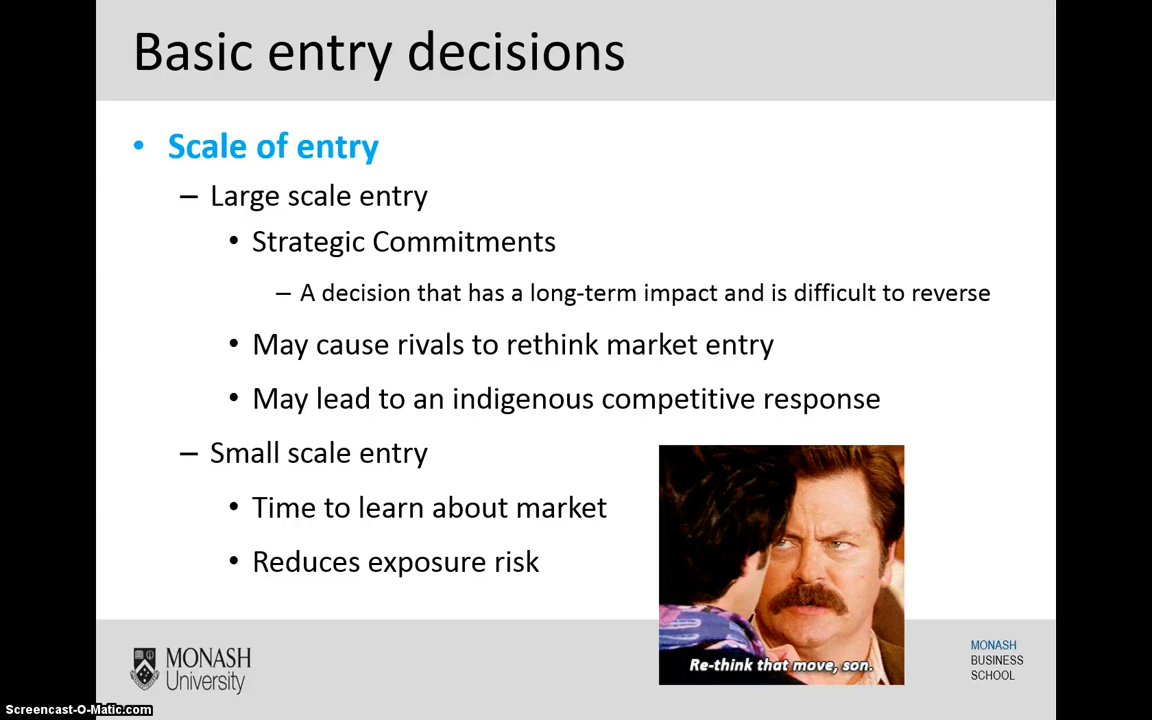 Basic entry decisions
• Scale of entry
– Large scale entry
• Strategic Commitments
– A decision that has a long-term impact and is difficult to reverse
• May cause rivals to rethink market entry
• May lead to an indigenous competitive response
– Small scale entry
• Time to learn about market
• Reduces exposure risk
Re-think that move, son.
MONASH
University
MONASH
BUSINESS
SCHOOL
Screencast-O-Matic.com